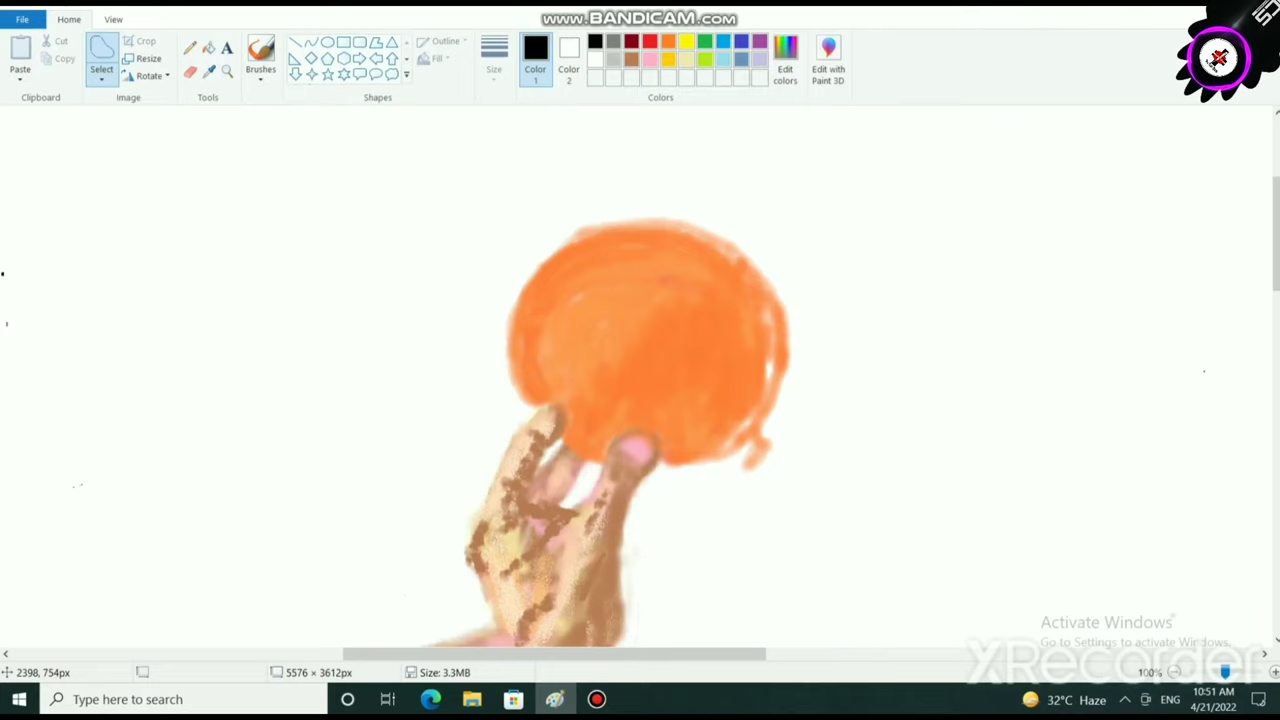 www.BANDICAM.com
File
Home
View
Paste
Cut
Copy
Clipboard
Select
Crop
Resize
Rotate
Image
Tools
A
Brushes
Shapes
Outline
Fill
Size
Color
1
Color
2
Colors
Edit
colors
Edit with
Paint 3D
Activate Windows
Go to Settings to activate Windows.
XRecorder
2398, 754px
5576 × 3612px
Size: 3.3MB
100%
Type here to search
32°C Haze
ENG
10:51 AM
4/21/2022